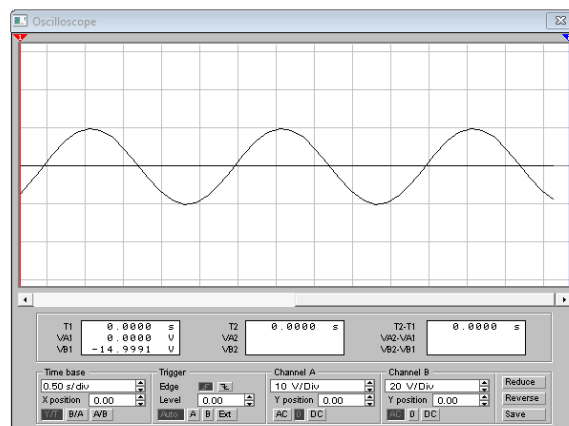 Oscilloscope
1
T1 0.0000 s T2 0.0000 s T2-T1 0.0000 s
VA1 0.0000 V VA2 VA2-VA1
VB1 -14.9991 V VB2 VB2-VB1
Time base Trigger Channel A Channel B
0.50 s/div Edge 10 V/Div 20 V/Div Reduce
X position 0.00 Level 0.00 Y position 0.00 Y position 0.00 Reverse
Y/T B/A A/B Auto A B Ext AC 0 DC AC 0 DC Save